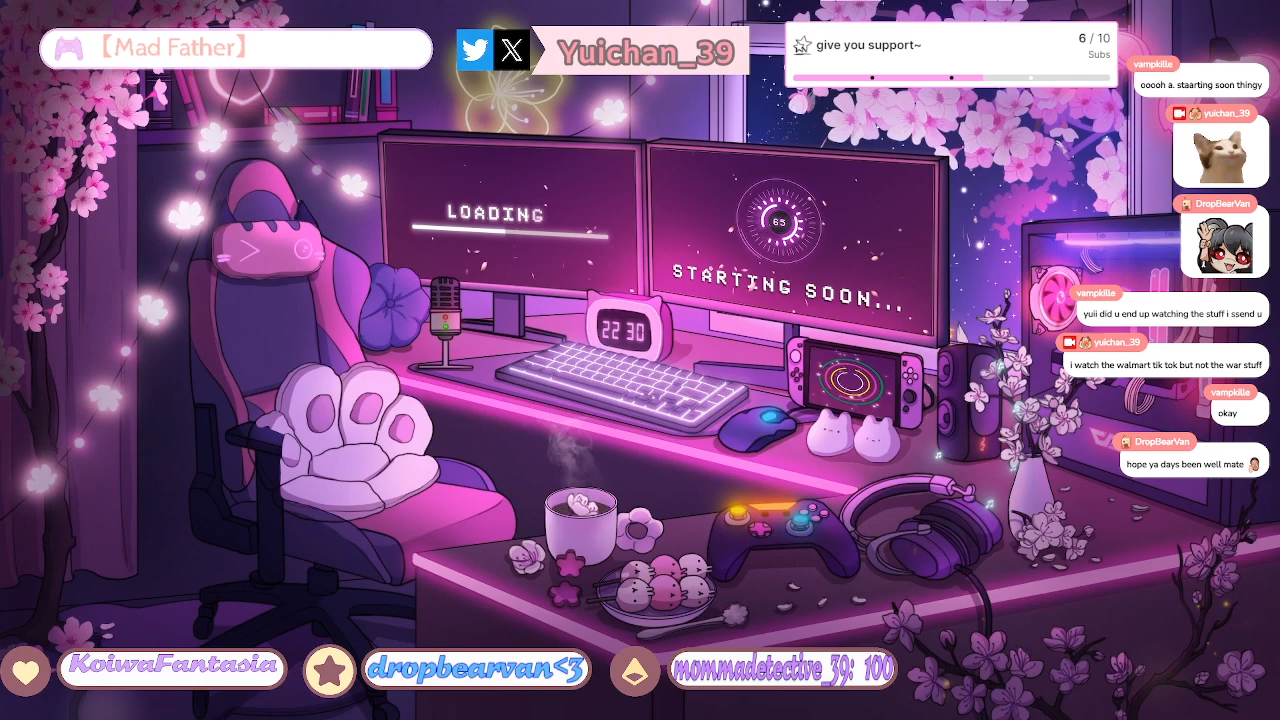 【Mad Father】
Yuichan_39
give you support~
6 / 10
Subs
LOADING
65
STARTING SOON...
22 30
vampkille
ooooh a. staarting soon thingy
yuichan_39
DropBearVan
vampkille
yuii did u end up watching the stuff i ssend u
yuichan_39
i watch the walmart tik tok but not the war stuff
vampkille
okay
DropBearVan
hope ya days been well mate
KoiwaFantasia
dropbearvan<3
mommadetective_39: 100